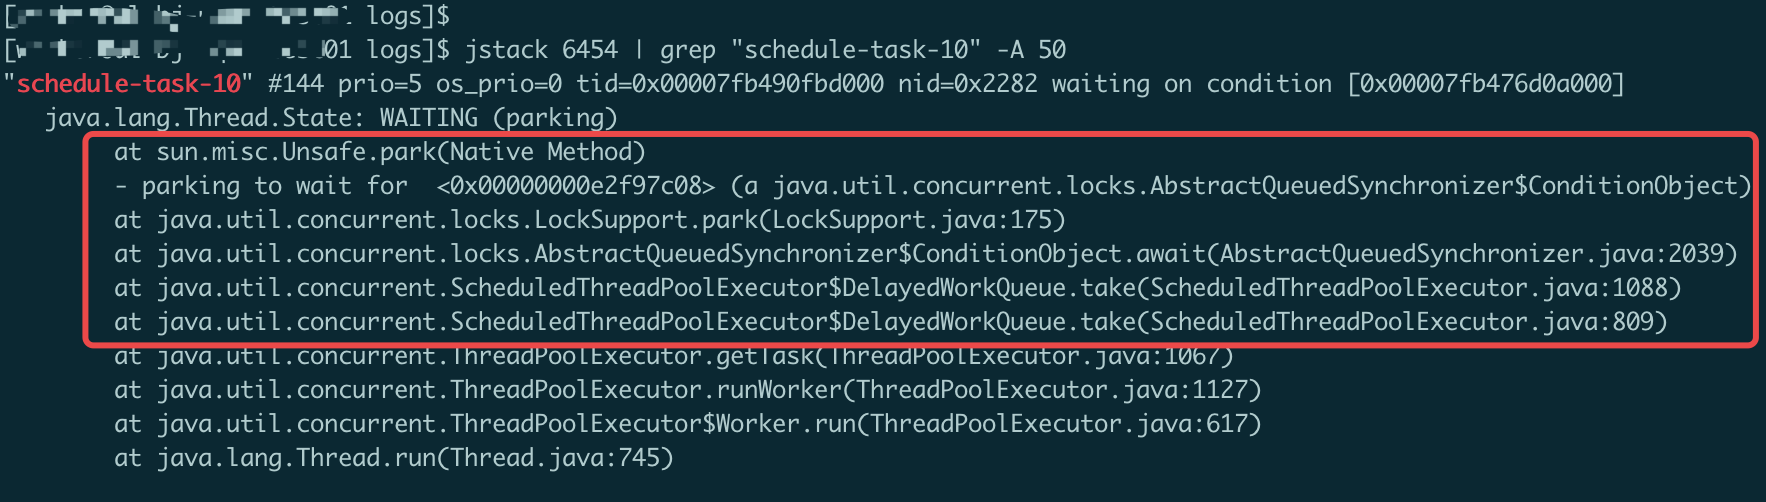 logs]$
01 logs]$ jstack 6454 | grep "schedule-task-10" -A 50
"schedule-task-10" #144 prio=5 os_prio=0 tid=0x00007fb490fbd000 nid=0x2282 waiting on condition [0x00007fb476d0a000]
java.lang.Thread.State: WAITING (parking)
at sun.misc.Unsafe.park(Native Method)
- parking to wait for  <0x00000000e2f97c08> (a java.util.concurrent.locks.AbstractQueuedSynchronizer$ConditionObject)
at java.util.concurrent.locks.LockSupport.park(LockSupport.java:175)
at java.util.concurrent.locks.AbstractQueuedSynchronizer$ConditionObject.await(AbstractQueuedSynchronizer.java:2039)
at java.util.concurrent.ScheduledThreadPoolExecutor$DelayedWorkQueue.take(ScheduledThreadPoolExecutor.java:1088)
at java.util.concurrent.ScheduledThreadPoolExecutor$DelayedWorkQueue.take(ScheduledThreadPoolExecutor.java:809)
at java.util.concurrent.ThreadPoolExecutor.getTask(ThreadPoolExecutor.java:1067)
at java.util.concurrent.ThreadPoolExecutor.runWorker(ThreadPoolExecutor.java:1127)
at java.util.concurrent.ThreadPoolExecutor$Worker.run(ThreadPoolExecutor.java:617)
at java.lang.Thread.run(Thread.java:745)